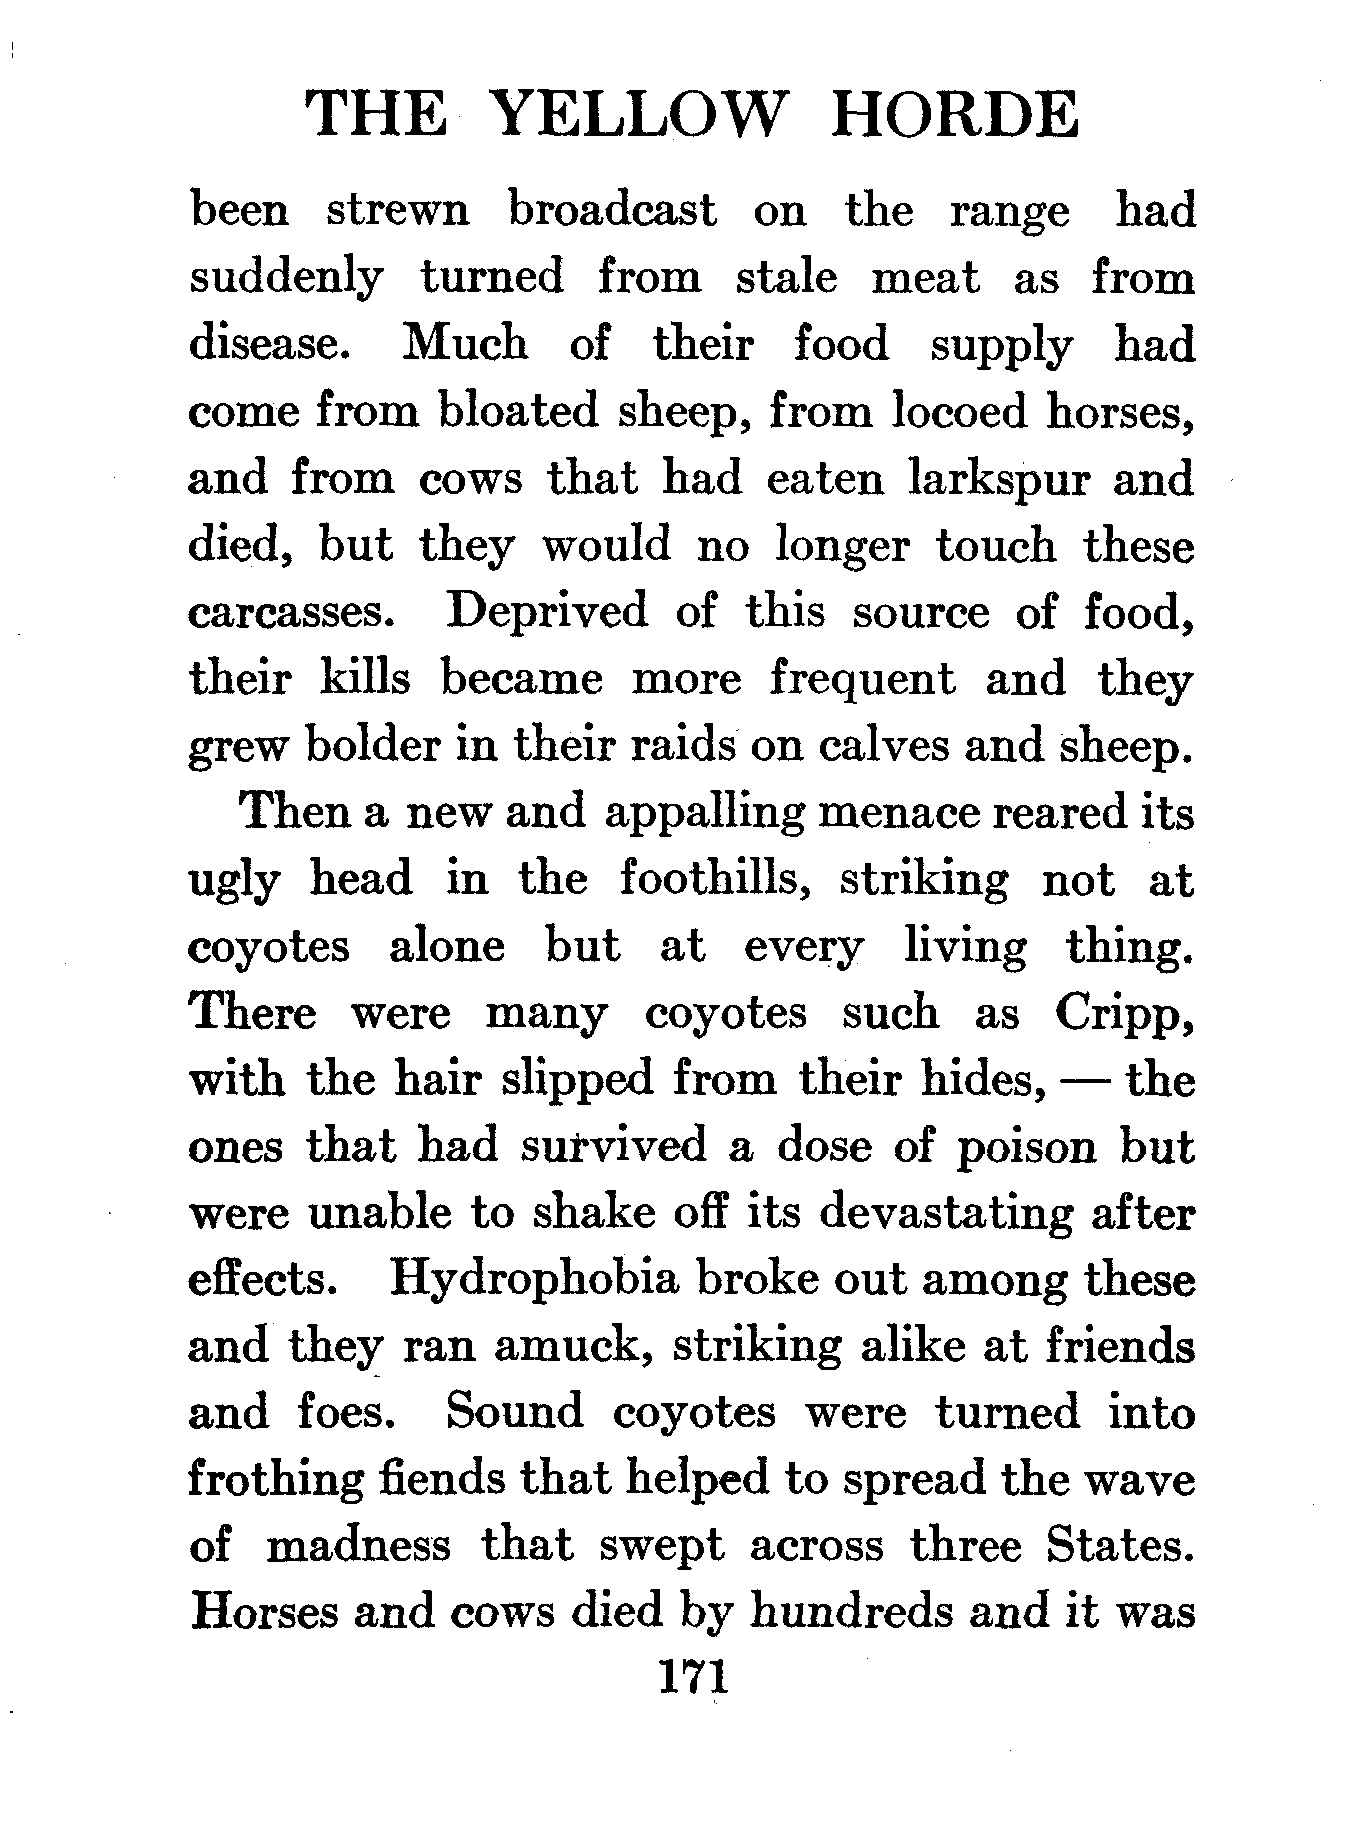 THE YELLOW HORDE
been strewn broadcast on the range had
suddenly turned from stale meat as from
disease. Much of their food supply had
come from bloated sheep, from locoed horses,
and from cows that had eaten larkspur and
died, but they would no longer touch these
carcasses. Deprived of this source of food,
their kills became more frequent and they
grew bolder in their raids on calves and sheep.
Then a new and appalling menace reared its
ugly head in the foothills, striking not at
coyotes alone but at every living thing.
There were many coyotes such as Cripp,
with the hair slipped from their hides, — the
ones that had survived a dose of poison but
were unable to shake off its devastating after
effects. Hydrophobia broke out among these
and they ran amuck, striking alike at friends
and foes. Sound coyotes were turned into
frothing fiends that helped to spread the wave
of madness that swept across three States.
Horses and cows died by hundreds and it was
171